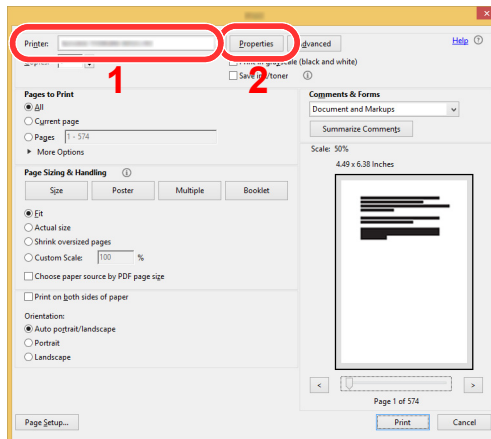 Printer:
Properties
Advanced
Help
Print in grayscale (black and white)
Save ink/toner
1
2
Pages to Print
All
Current page
Pages
1 - 574
More Options
Page Sizing & Handling
Size
Poster
Multiple
Booklet
Fit
Actual size
Shrink oversized pages
Custom Scale:
100
%
Choose paper source by PDF page size
Print on both sides of paper
Orientation:
Auto portrait/landscape
Portrait
Landscape
Comments & Forms
Document and Markups
Summarize Comments
Scale: 50%
4.49 x 6.38 Inches
<
>
Page 1 of 574
Page Setup...
Print
Cancel